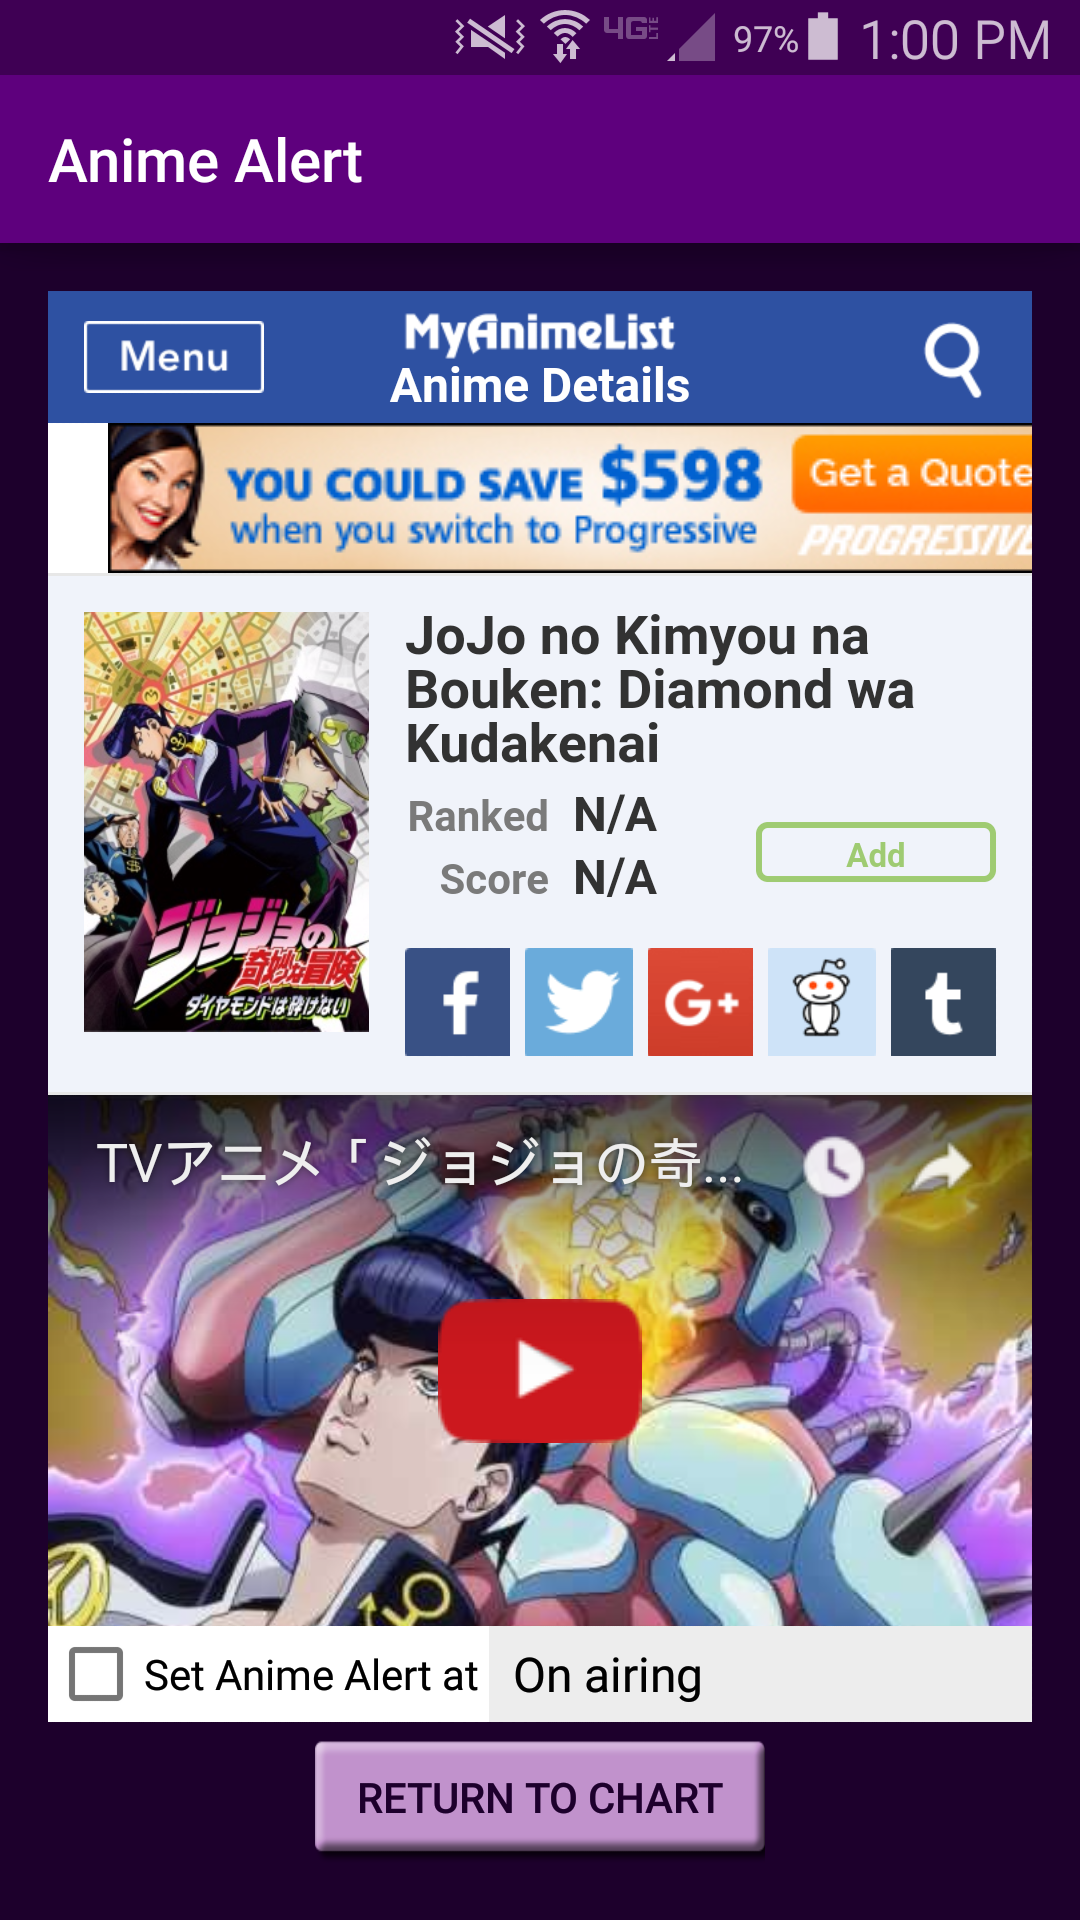 4G LTE 97% 1:00 PM
Anime Alert
Menu
MyAnimeList
Anime Details
YOU COULD SAVE $598
when you switch to Progressive
Get a Quote
PROGRESSIVE
JoJo no Kimyou na
Bouken: Diamond wa
Kudakenai
Ranked N/A
Score N/A
Add
ジョジョの
奇妙な冒険
ダイヤモンドは砕けない
f G+ t
TVアニメ「ジョジョの奇...
Set Anime Alert at On airing
RETURN TO CHART